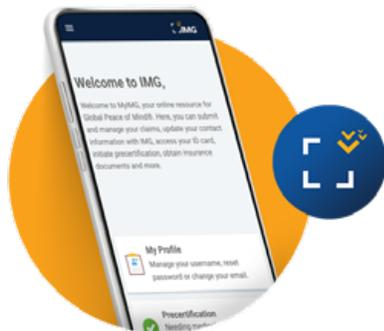 IMG
Welcome to IMG,
Welcome to MyIMG, your online resource for
Global Peace of Mind®. Here, you can submit
and manage your claims, update your contact
information with IMG, access your ID card,
initiate precertification, obtain insurance
documents and more.
My Profile
Manage your username, reset
password or change your email.
Precertification
Needing